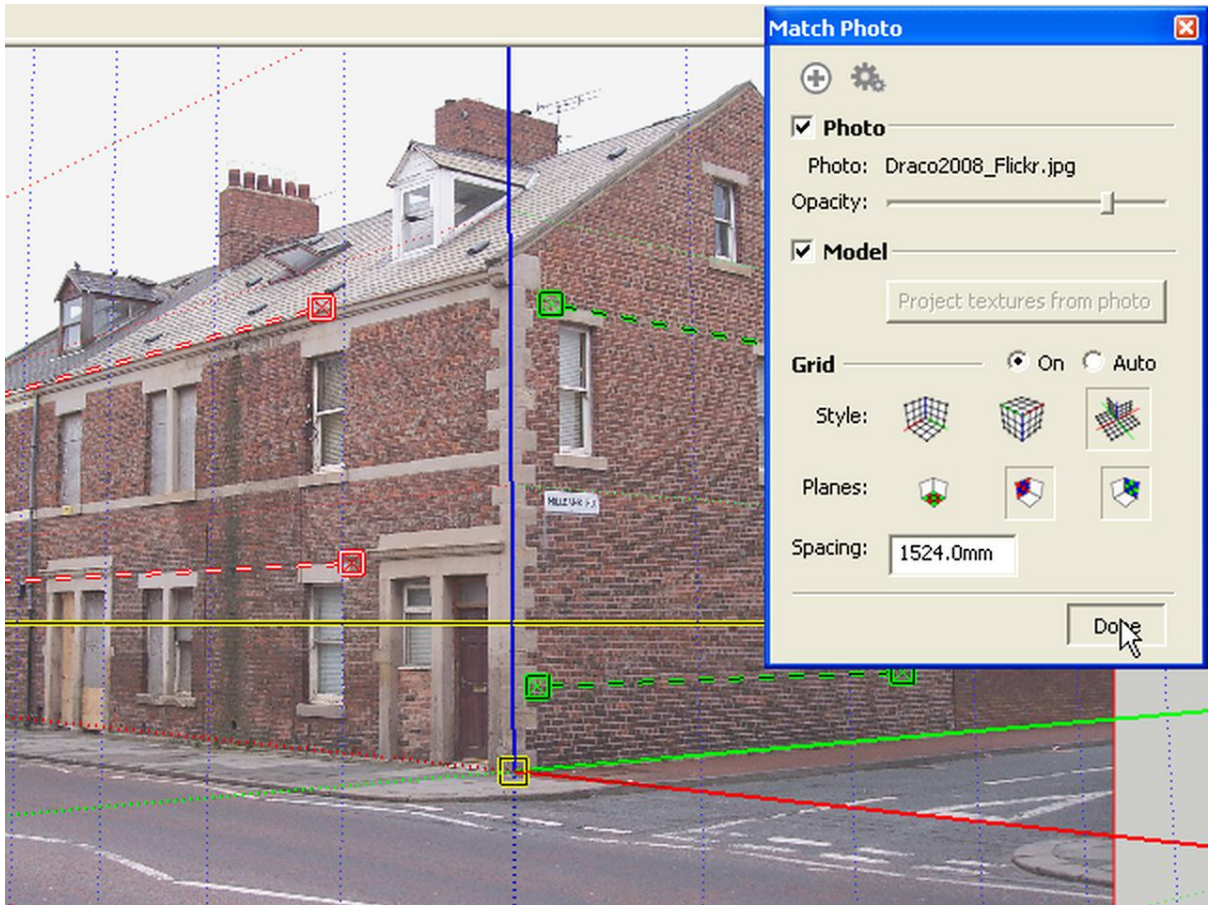 Match Photo
Photo
Photo: Draco2008_Flickr.jpg
Opacity:
Model
Project textures from photo
Grid On Auto
Style:
Planes:
Spacing: 1524.0mm
Done